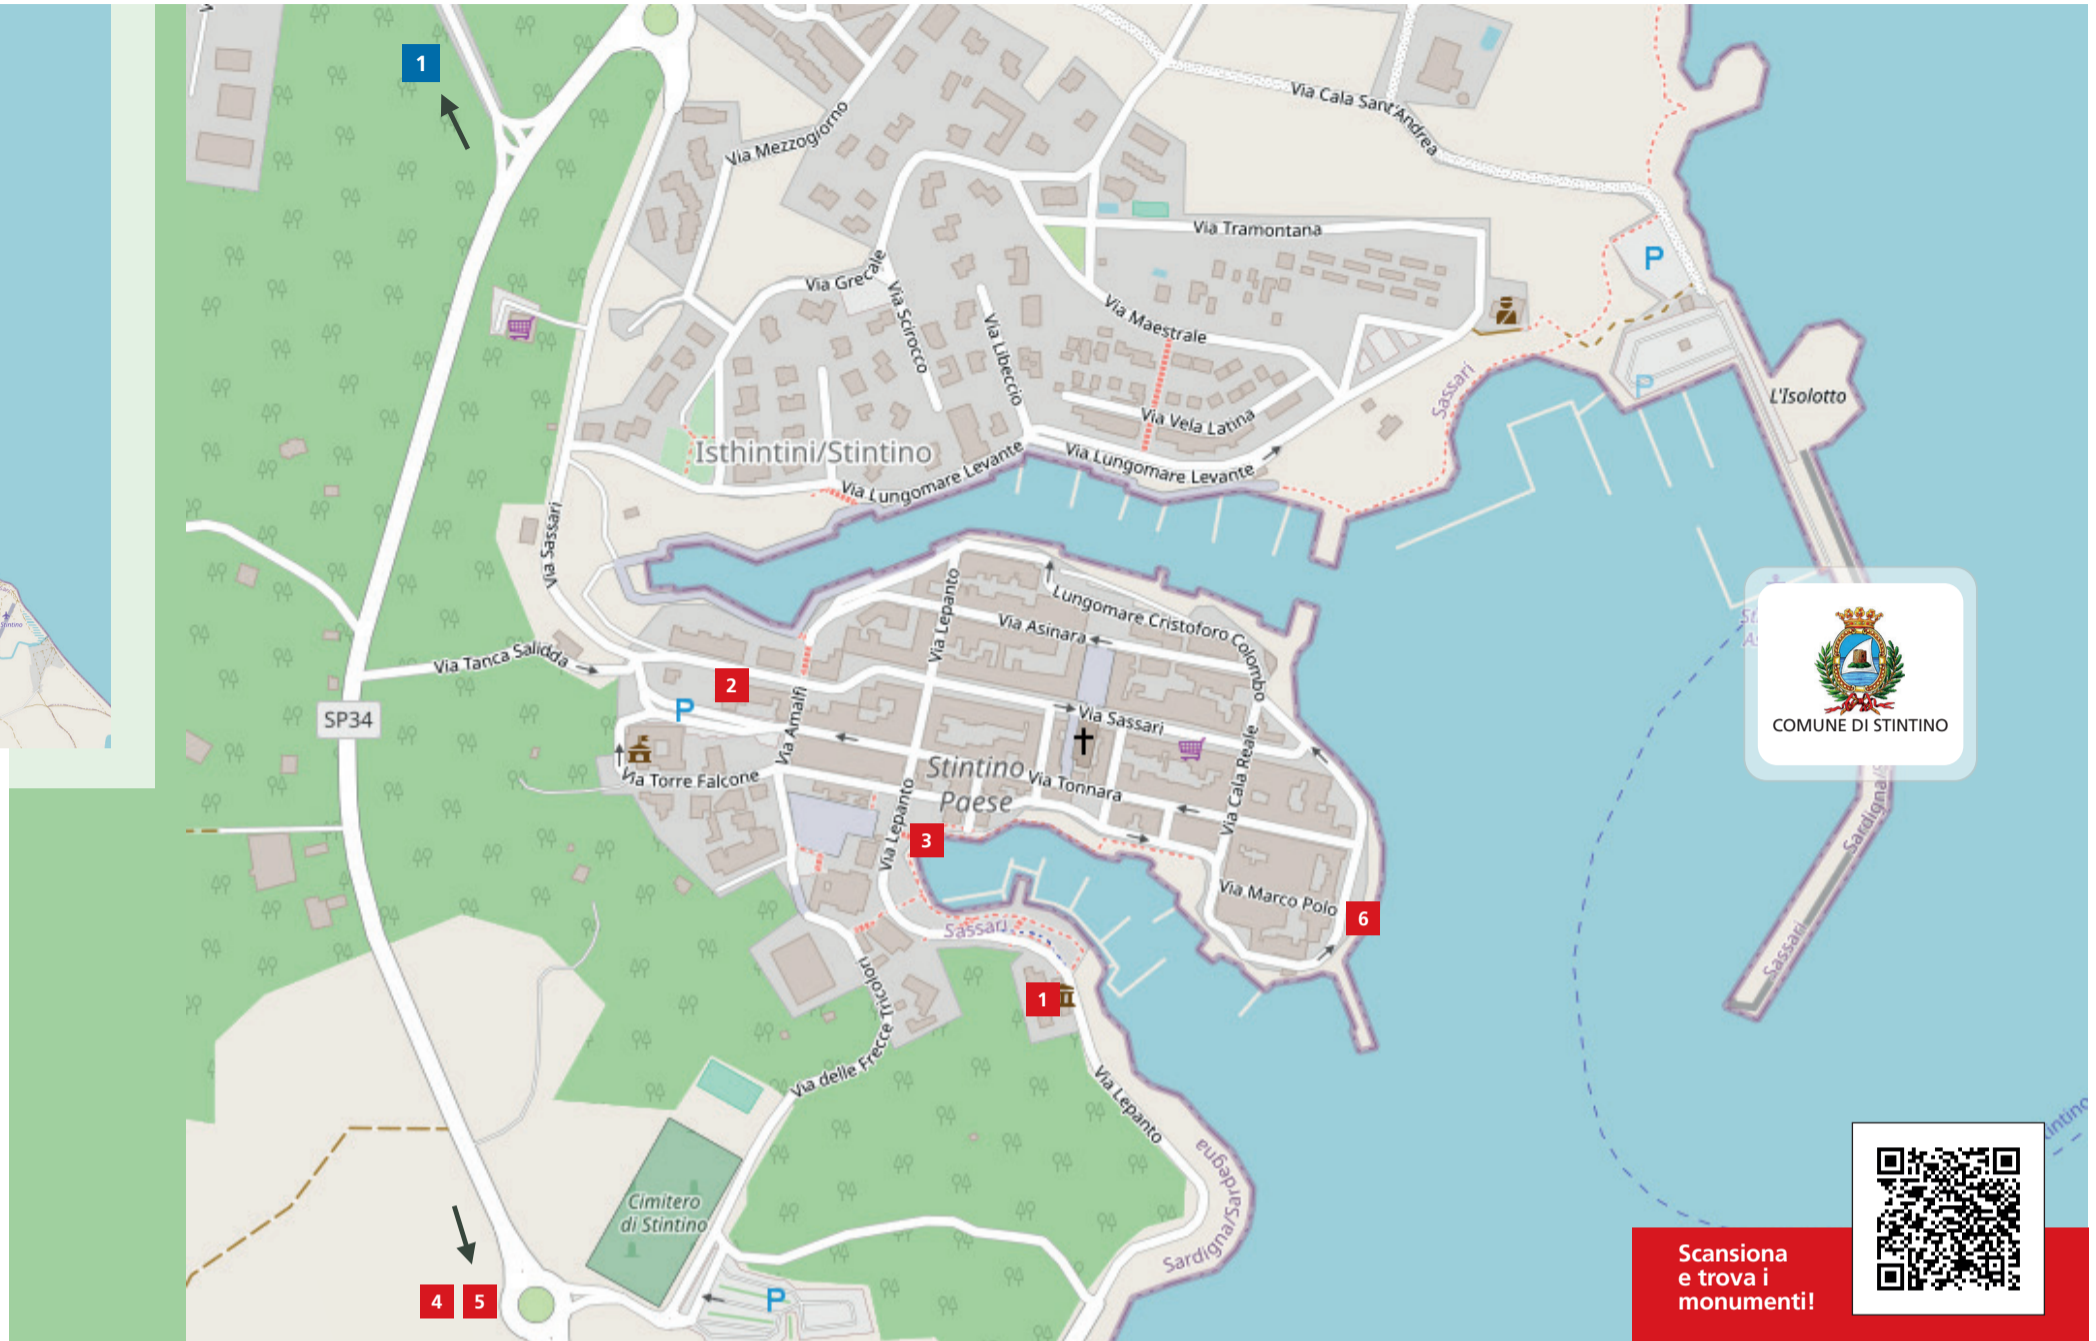 1
Via Mezzogiorno
Via Cala Sant'Andrea
Via Tramontana
P
Via Grecale
Via Scirocco
Via Libeccio
Via Maestrale
Sassari
P
L'Isolotto
Via Vela Latina
Isthintini/Stintino
Via Lungomare Levante
Via Lungomare Levante
Via Sassari
Via Lepanto
Lungomare Cristoforo Colombo
Via Asinara
Via Tanca Salidda
2
P
SP34
Via Amalfi
Via Sassari
COMUNE DI STINTINO
Via Torre Falcone
Stintino
Paese
Via Tonnara
Via Cala Reale
Via Lepanto
3
Via Marco Polo
6
Sassari
Sardigna/S
Sassari
1
Via delle Frecce Tricolori
Via Lepanto
Sardigna/Sardegna
Cimitero
di Stintino
4 5
P
Scansiona
e trova i
monumenti!